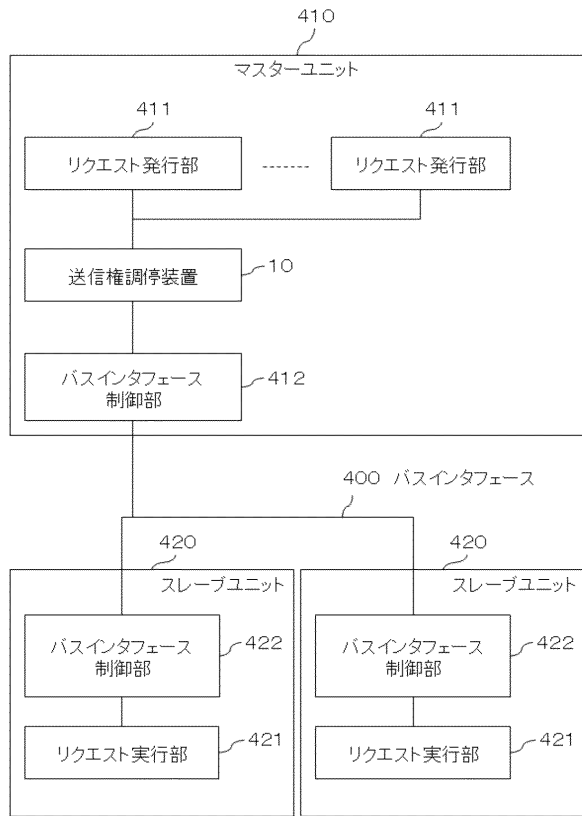 410
マスターユニット
411
411
リクエスト発行部
リクエスト発行部
送信権調停装置
10
バスインタフェース
制御部
412
400 バスインタフェース
420
420
スレーブユニット
スレーブユニット
バスインタフェース
制御部
422
バスインタフェース
制御部
422
リクエスト実行部
421
リクエスト実行部
421